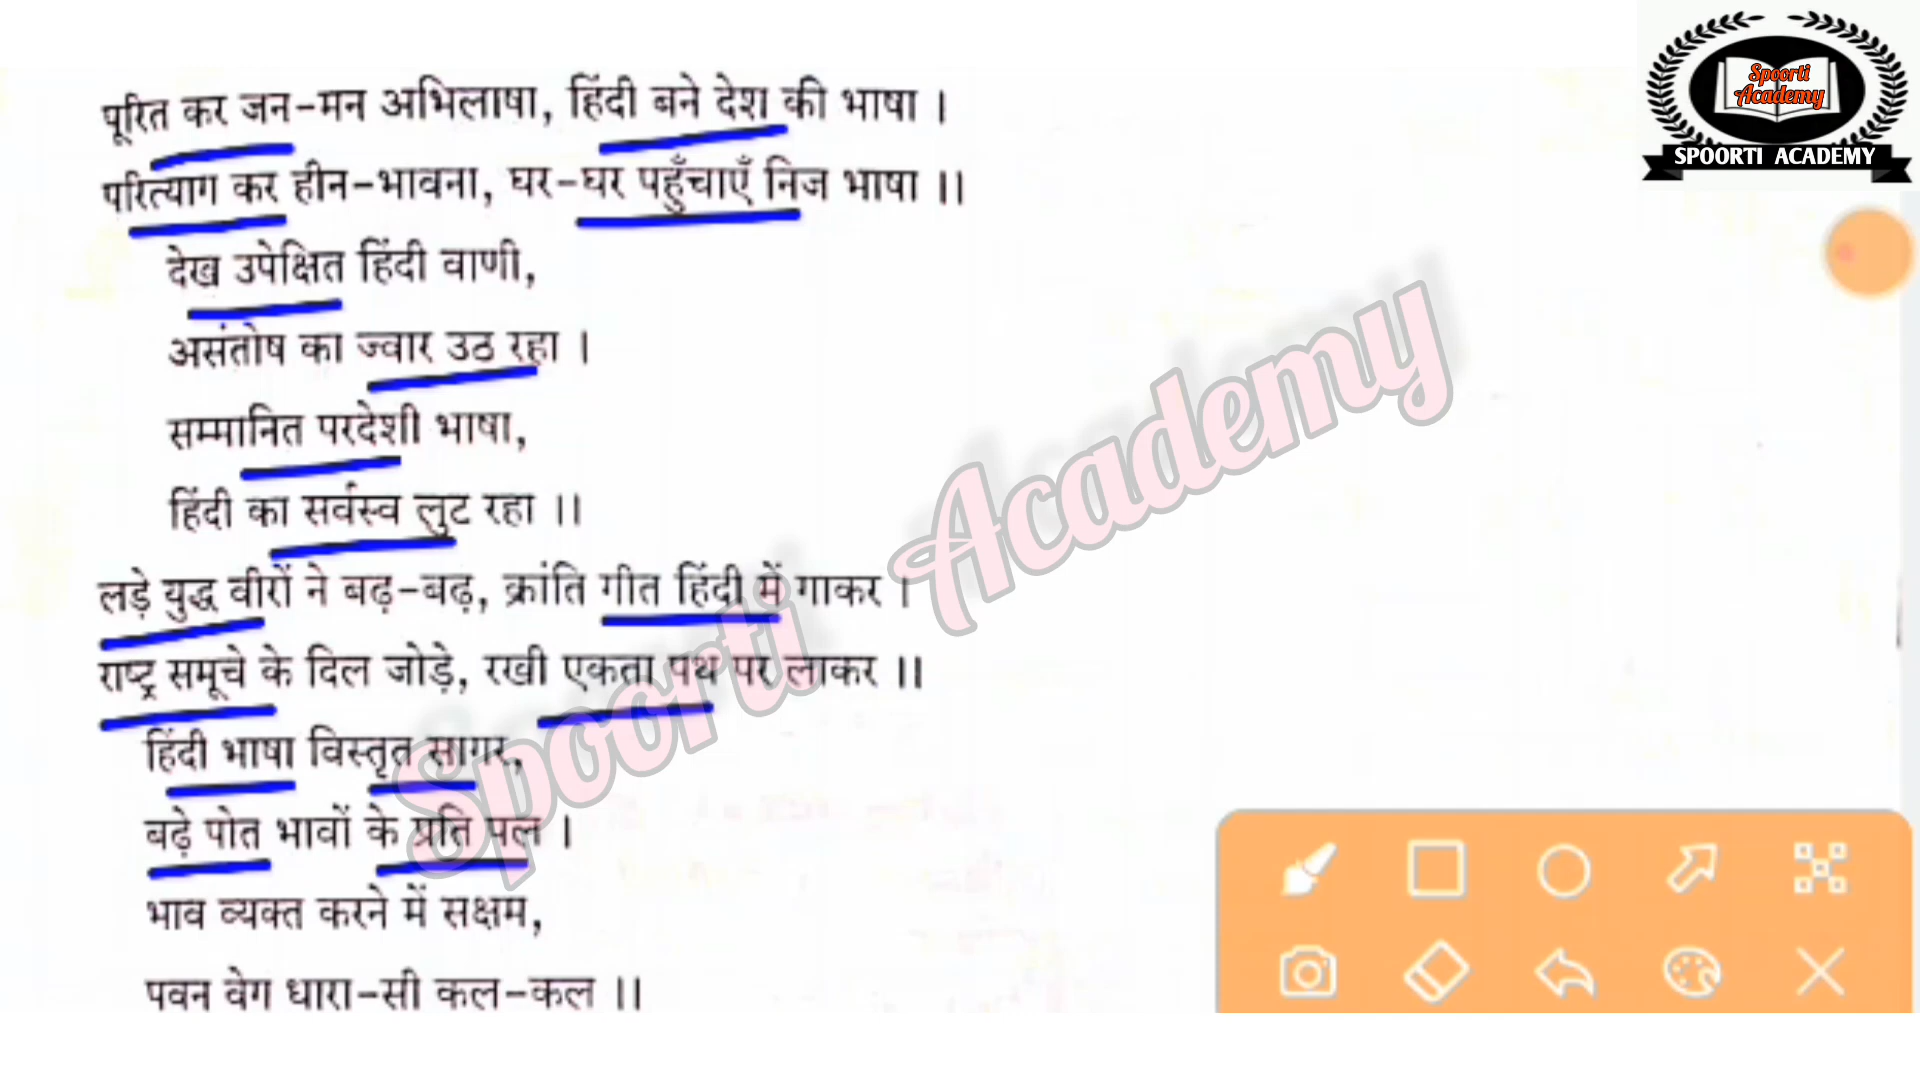 पूरित कर जन-मन अभिलाषा, हिंदी बने देश की भाषा ।
परित्याग कर हीन-भावना, घर-घर पहुँचाएँ निज भाषा ।।
देख उपेक्षित हिंदी वाणी,
असंतोष का ज्वार उठ रहा ।
सम्मानित परदेशी भाषा,
हिंदी का सर्वस्व लुट रहा ।।
लड़े युद्ध वीरों ने बढ़-बढ़, क्रांति गीत हिंदी में गाकर ।
राष्ट्र समूचे के दिल जोड़े, रखी एकता पथ पर लाकर ।।
हिंदी भाषा विस्तृत सागर,
बढ़े पोत भावों के प्रति पल ।
भाव व्यक्त करने में सक्षम,
पवन वेग धारा-सी कल-कल ।।
Spoorti Academy
Spoorti
Academy
SPOORTI ACADEMY